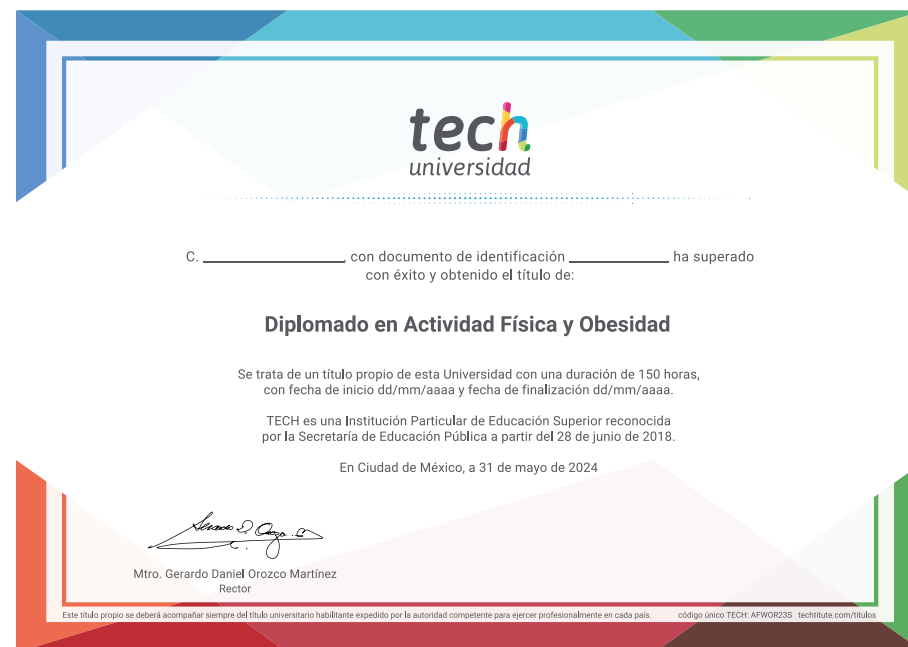 tech
universidad
C. ____________________, con documento de identificación ______________ ha superado
con éxito y obtenido el título de:
Diplomado en Actividad Física y Obesidad
Se trata de un título propio de esta Universidad con una duración de 150 horas,
con fecha de inicio dd/mm/aaaa y fecha de finalización dd/mm/aaaa.
TECH es una Institución Particular de Educación Superior reconocida
por la Secretaría de Educación Pública a partir del 28 de junio de 2018.
En Ciudad de México, a 31 de mayo de 2024
Mtro. Gerardo Daniel Orozco Martínez
Rector
Este título propio se deberá acompañar siempre del título universitario habilitante expedido por la autoridad competente para ejercer profesionalmente en cada país. código único TECH: AFWOR23S techtitute.com/titulos